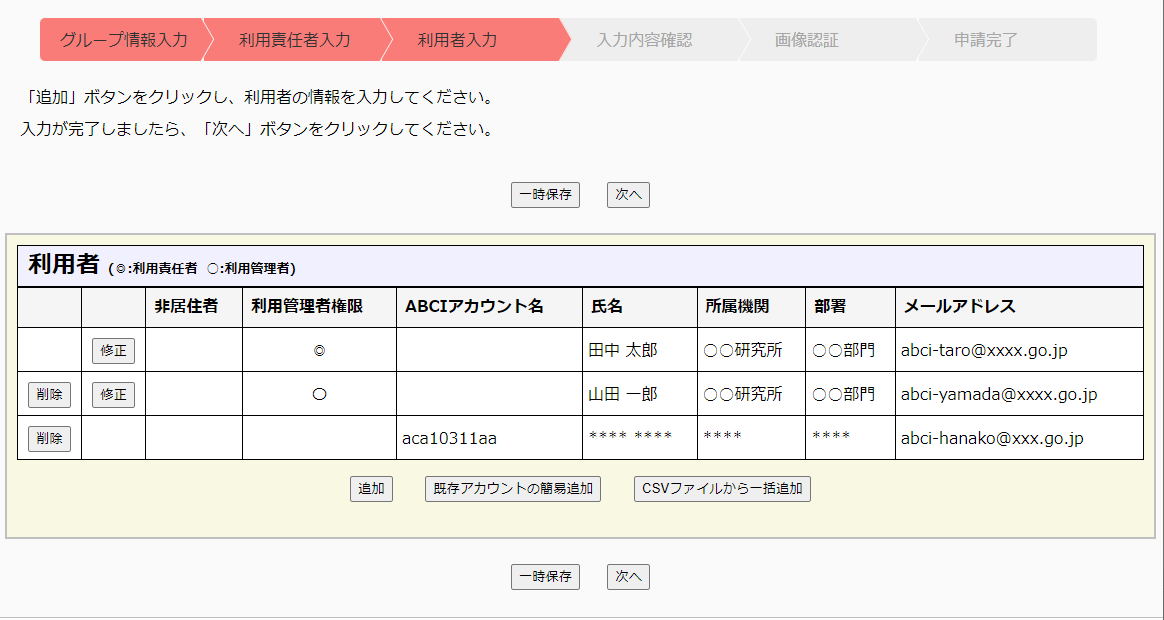 グループ情報入力 利用責任者入力 利用者入力 入力内容確認 画像認証 申請完了
「追加」ボタンをクリックし、利用者の情報を入力してください。
入力が完了しましたら、「次へ」ボタンをクリックしてください。
一時保存 次へ
利用者 (◎:利用責任者 ○:利用管理者)
非居住者 利用管理者権限 ABCIアカウント名 氏名 所属機関 部署 メールアドレス
修正 ◎ 田中 太郎 〇〇研究所 〇〇部門 abci-taro@xxxx.go.jp
削除 修正 ○ 山田 一郎 〇〇研究所 〇〇部門 abci-yamada@xxxx.go.jp
削除 aca10311aa **** **** **** **** abci-hanako@xxx.go.jp
追加 既存アカウントの簡易追加 CSVファイルから一括追加
一時保存 次へ